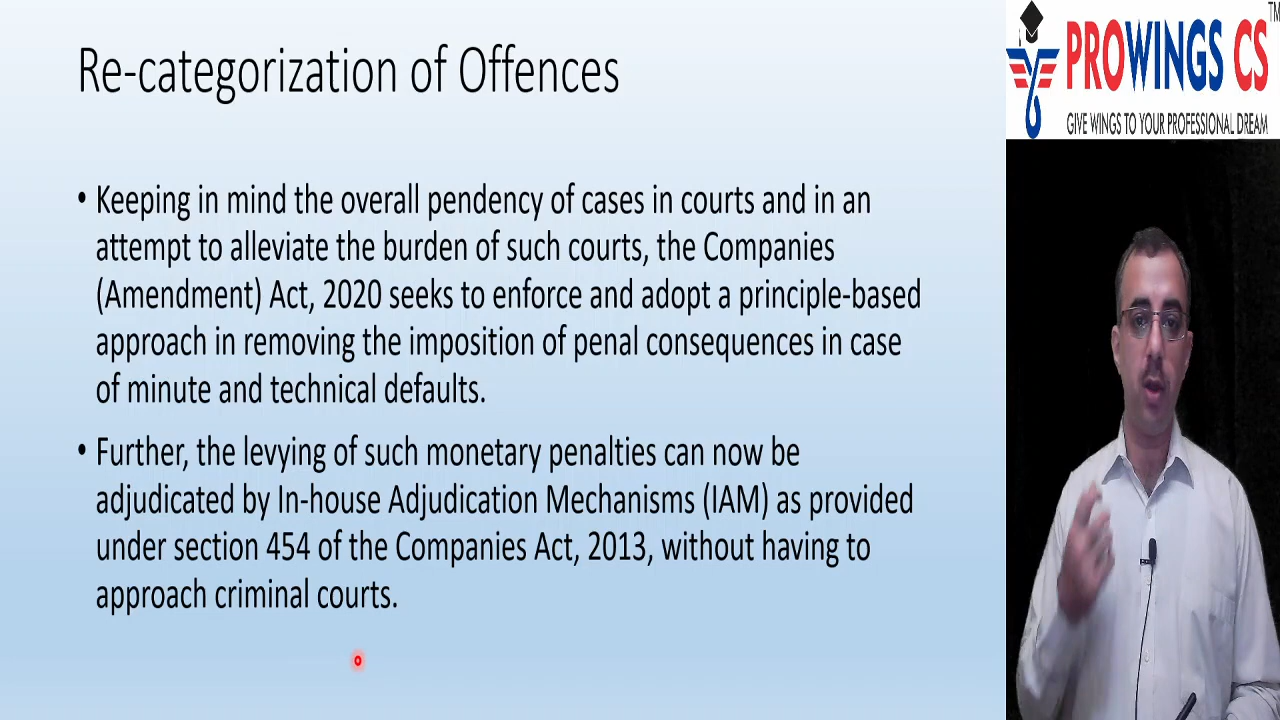 Re-categorization of Offences
• Keeping in mind the overall pendency of cases in courts and in an
attempt to alleviate the burden of such courts, the Companies
(Amendment) Act, 2020 seeks to enforce and adopt a principle-based
approach in removing the imposition of penal consequences in case
of minute and technical defaults.
• Further, the levying of such monetary penalties can now be
adjudicated by In-house Adjudication Mechanisms (IAM) as provided
under section 454 of the Companies Act, 2013, without having to
approach criminal courts.
TM
PROWINGS CS
GIVE WINGS TO YOUR PROFESSIONAL DREAM